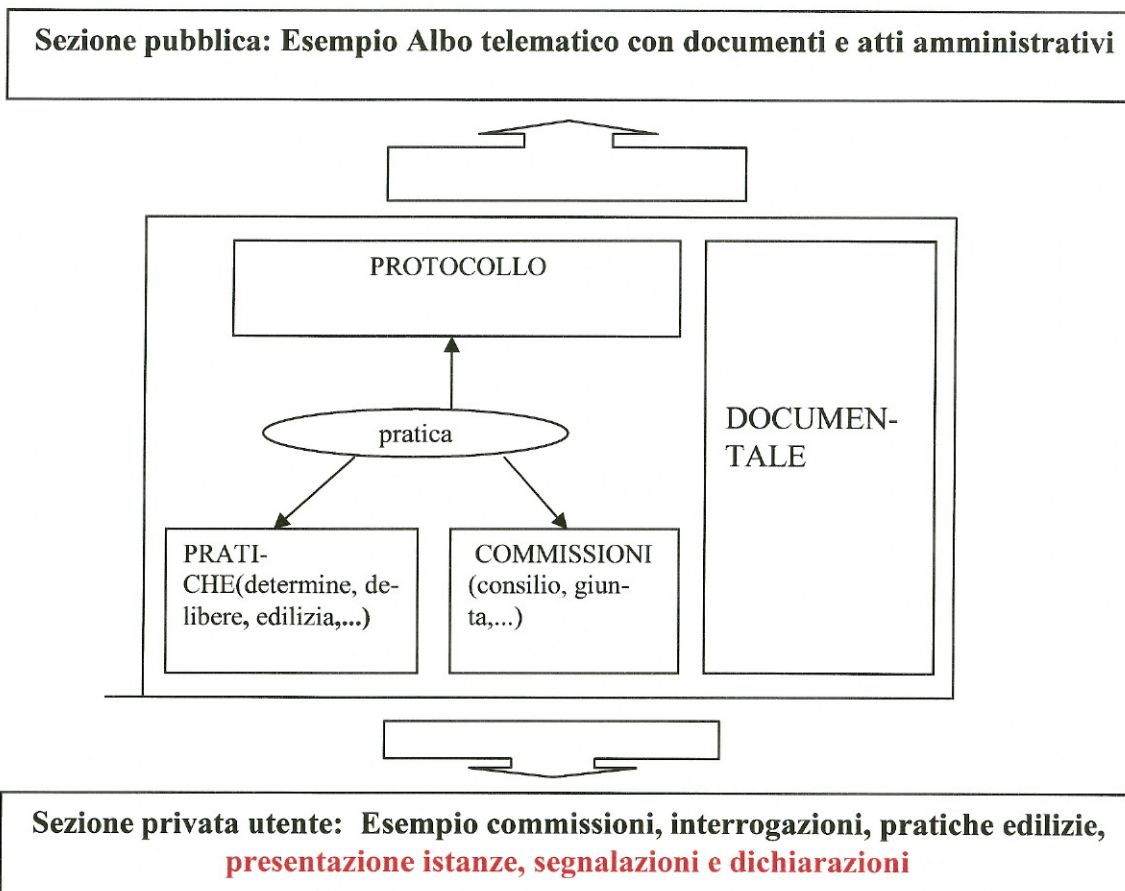 Sezione pubblica: Esempio Albo telematico con documenti e atti amministrativi
PROTOCOLLO
pratica
DOCUMEN-
TALE
PRATI-
CHE(determine, de-
libere, edilizia,...)
COMMISSIONI
(consilio, giun-
ta,...)
Sezione privata utente: Esempio commissioni, interrogazioni, pratiche edilizie,
presentazione istanze, segnalazioni e dichiarazioni